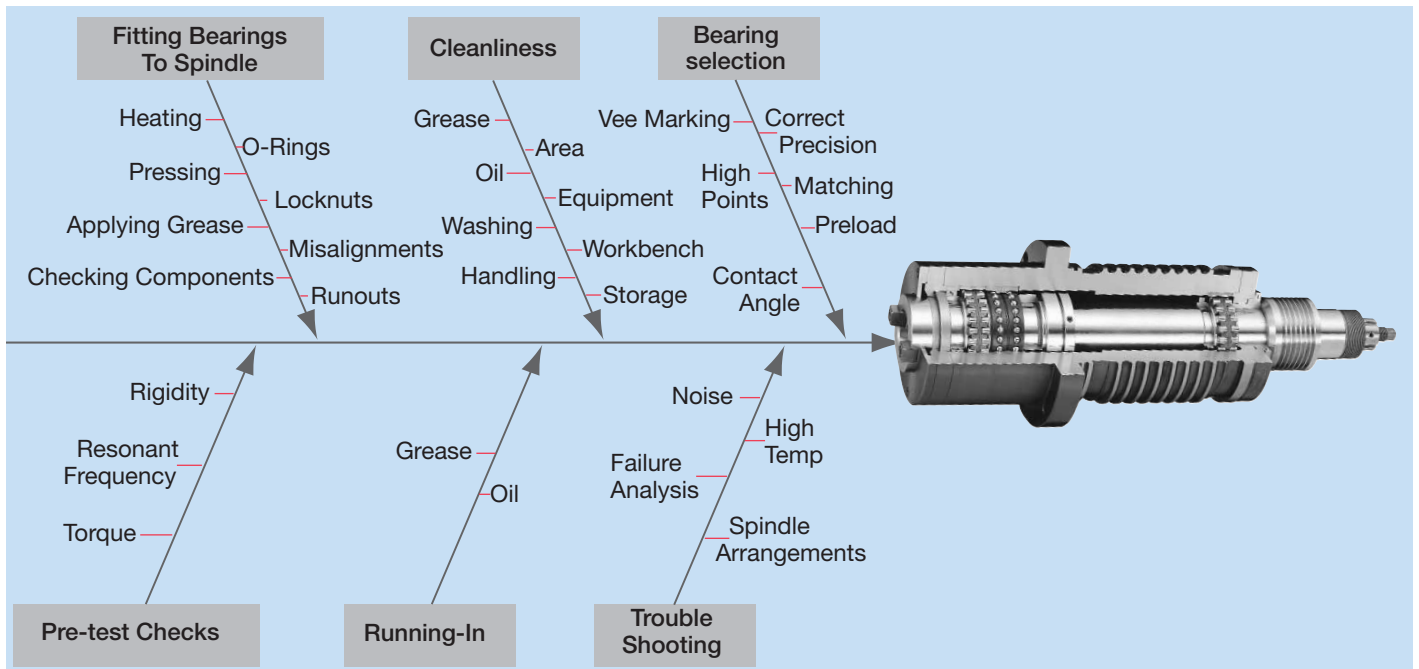 Fitting Bearings
To Spindle
Heating
O-Rings
Pressing
Locknuts
Applying Grease
Misalignments
Checking Components
Runouts
Cleanliness
Grease
Area
Oil
Equipment
Washing
Workbench
Handling
Storage
Bearing
selection
Vee Marking
Correct
Precision
High
Points
Matching
Preload
Contact
Angle
Rigidity
Resonant
Frequency
Torque
Pre-test Checks
Grease
Oil
Running-In
Noise
High
Temp
Failure
Analysis
Spindle
Arrangements
Trouble
Shooting